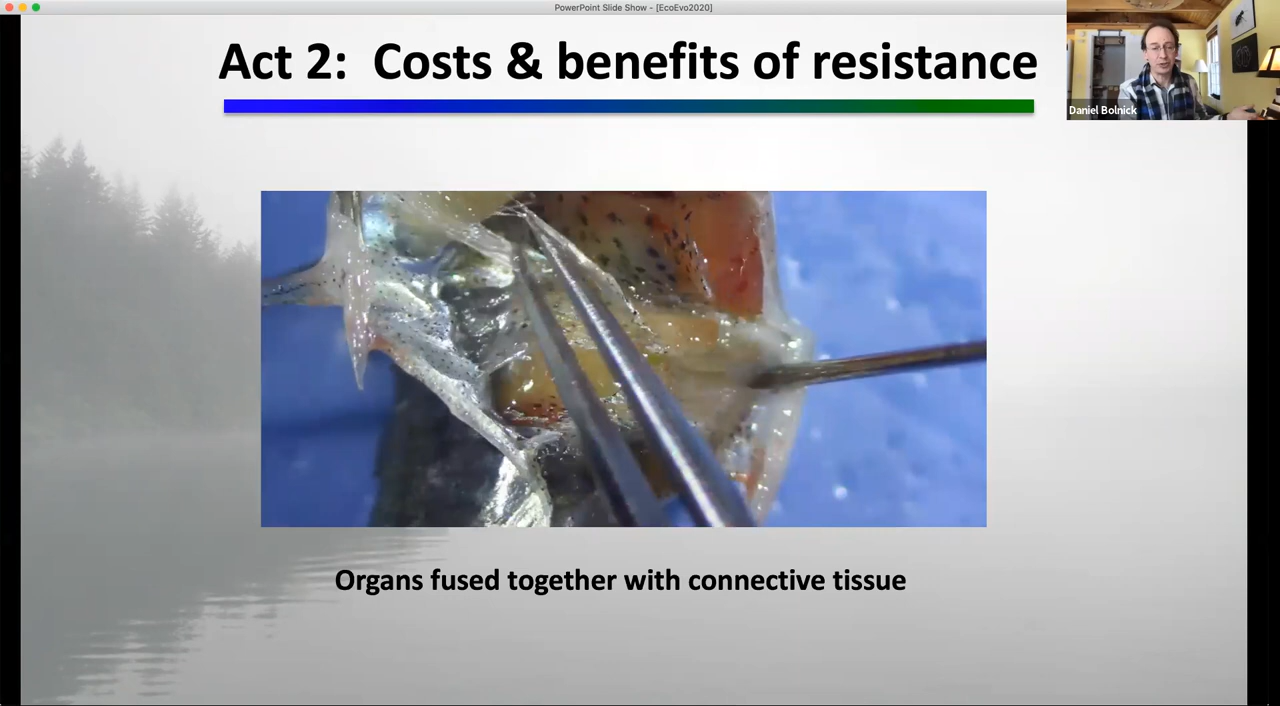 PowerPoint Slide Show - [EcoEvo2020]
Act 2: Costs & benefits of resistance
Daniel Bolnick
Organs fused together with connective tissue